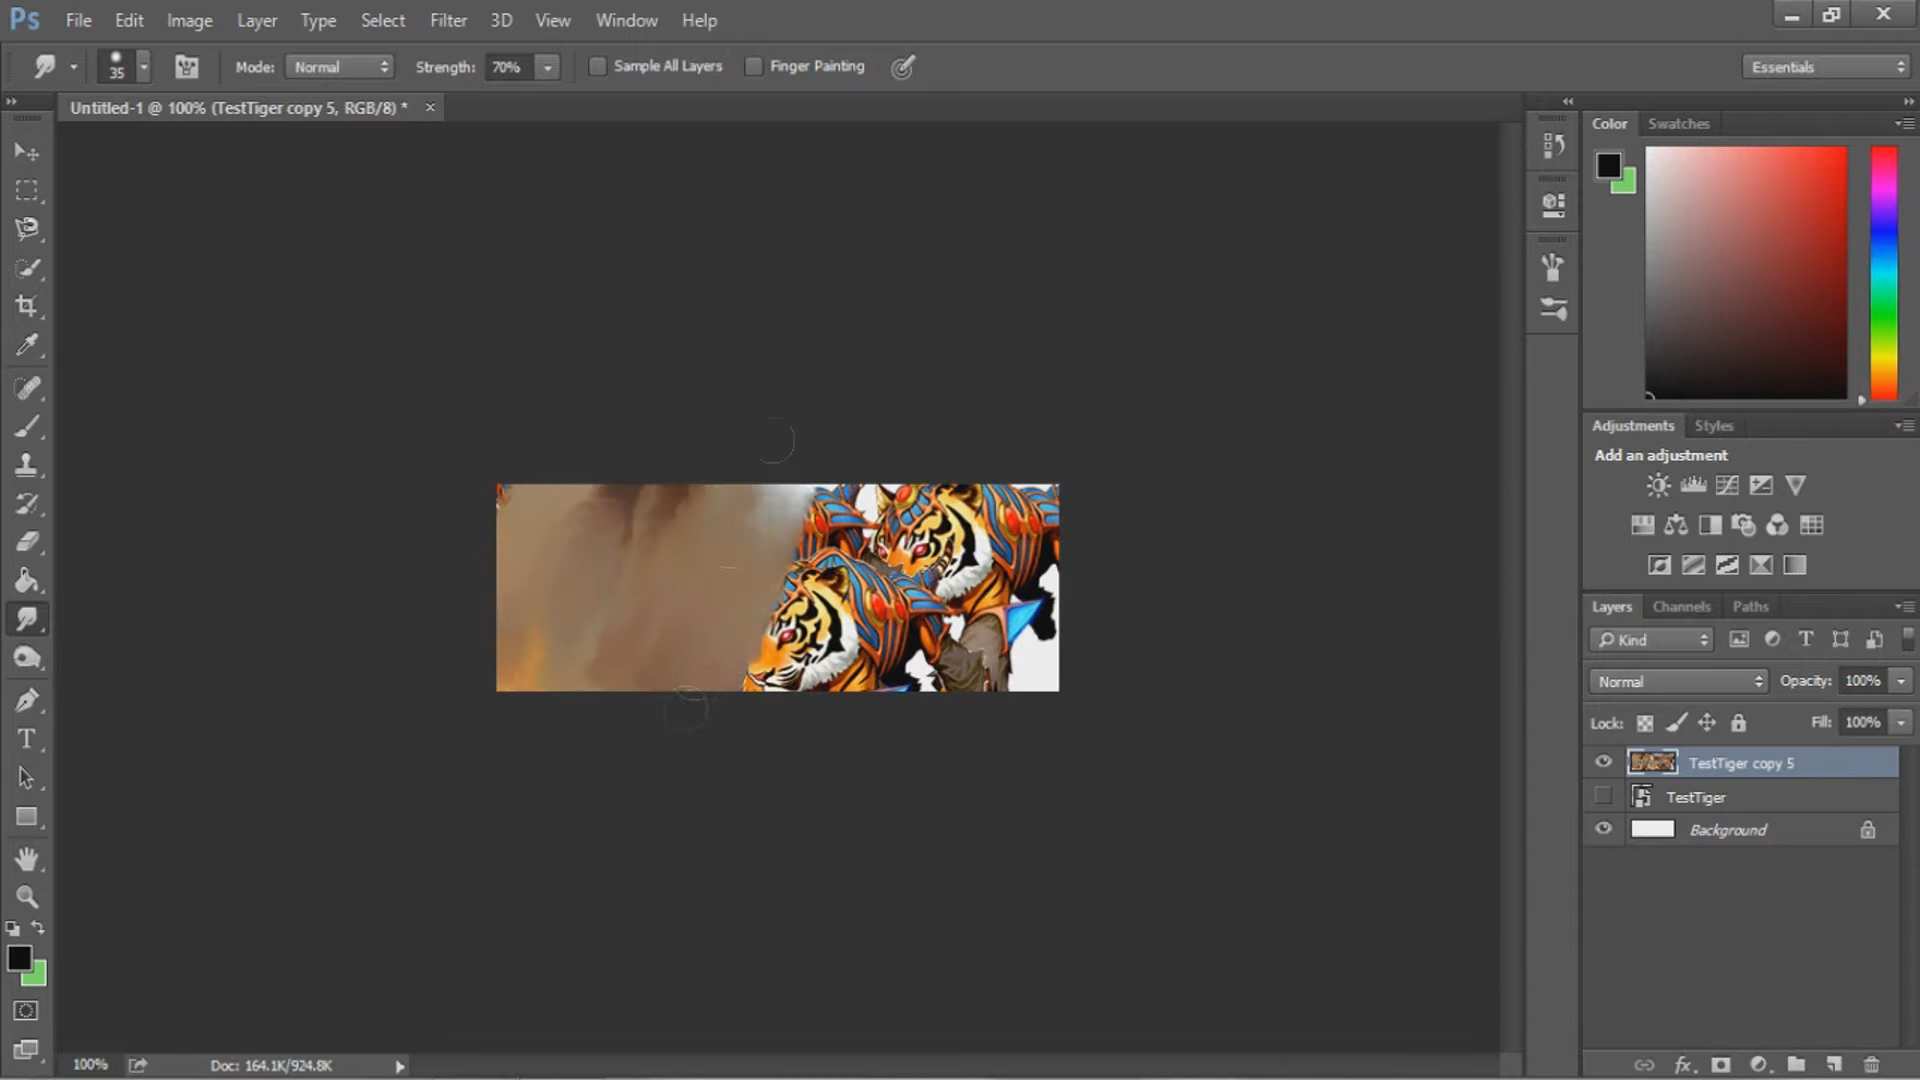 Ps File Edit Image Layer Type Select Filter 3D View Window Help
35 Mode: Normal Strength: 70% Sample All Layers Finger Painting Essentials
Untitled-1 @ 100% (TestTiger copy 5, RGB/8) *
Color Swatches
Adjustments Styles
Add an adjustment
Layers Channels Paths
Kind
Normal Opacity: 100%
Lock: Fill: 100%
TestTiger copy 5
TestTiger
Background
100% Doc: 164.1K/924.8K